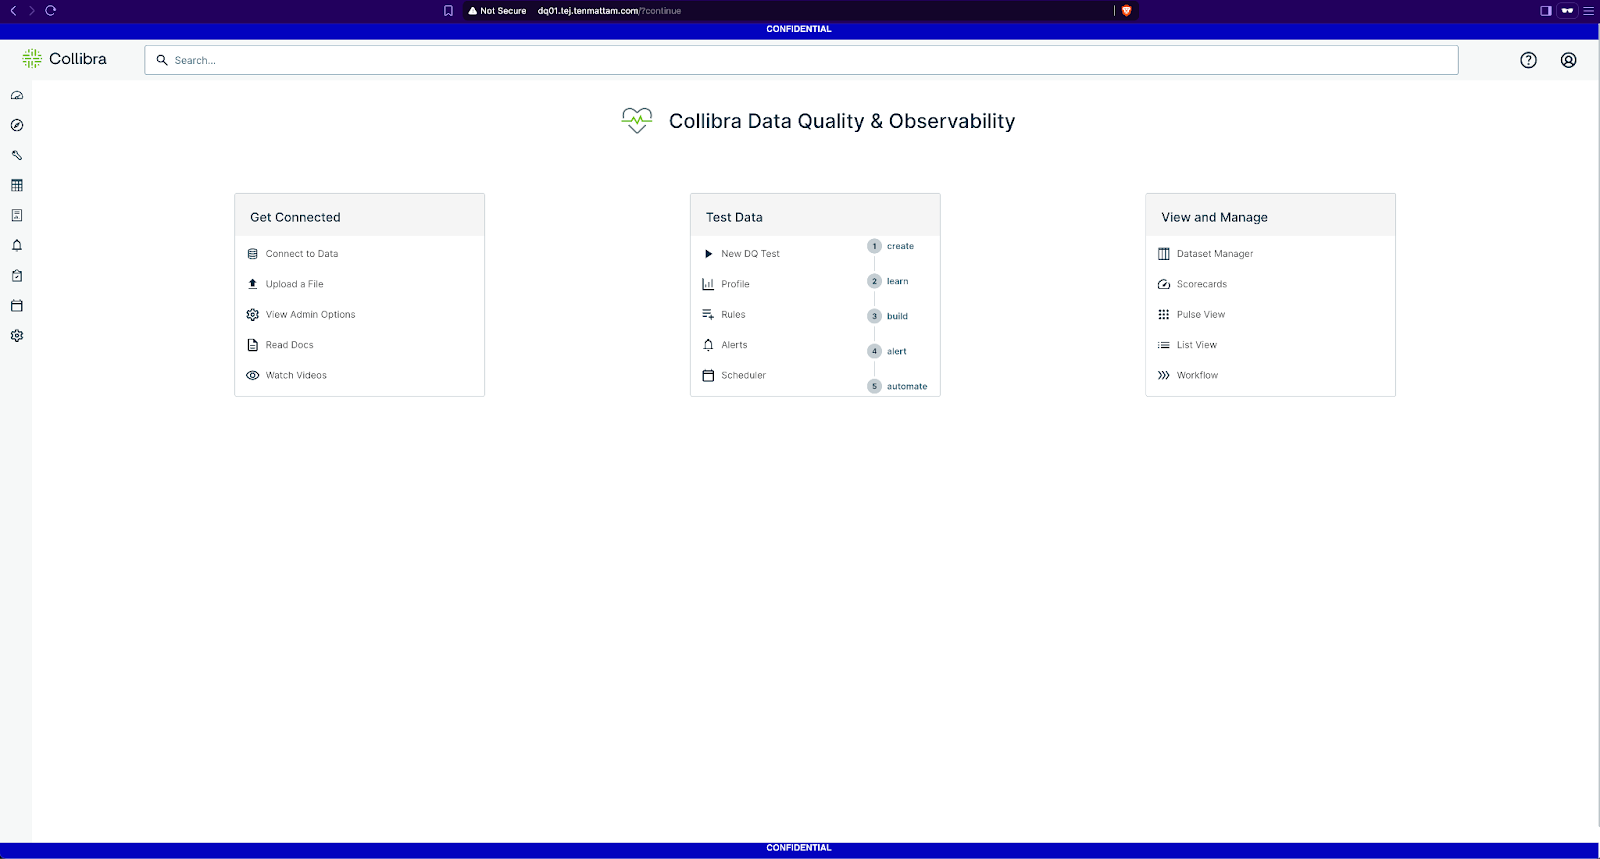 Not Secure dq01.tej.tenmattam.com/?continue
CONFIDENTIAL
Collibra
Search...
Collibra Data Quality & Observability
Get Connected
Connect to Data
Upload a File
View Admin Options
Read Docs
Watch Videos
Test Data
New DQ Test
Profile
Rules
Alerts
Scheduler
1 create
2 learn
3 build
4 alert
5 automate
View and Manage
Dataset Manager
Scorecards
Pulse View
List View
Workflow
CONFIDENTIAL